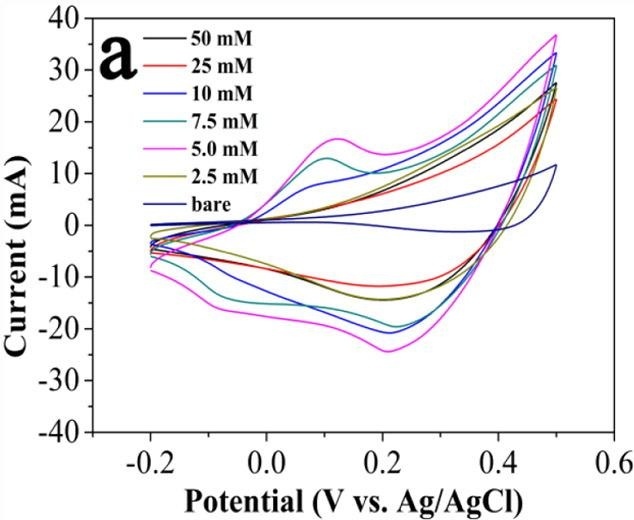 a
50 mM
25 mM
10 mM
7.5 mM
5.0 mM
2.5 mM
bare
40
30
20
10
0
-10
-20
-30
-40
Current (mA)
-0.2 0.0 0.2 0.4 0.6
Potential (V vs. Ag/AgCl)